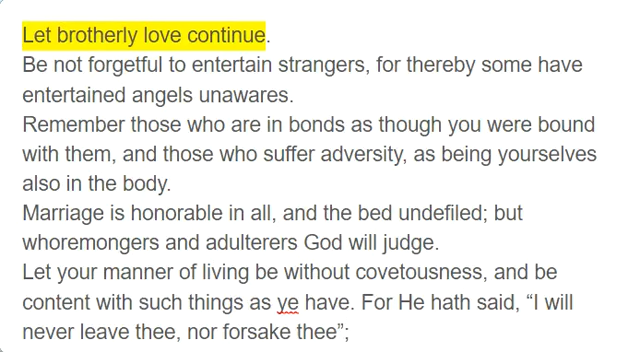 Let brotherly love continue.
Be not forgetful to entertain strangers, for thereby some have
entertained angels unawares.
Remember those who are in bonds as though you were bound
with them, and those who suffer adversity, as being yourselves
also in the body.
Marriage is honorable in all, and the bed undefiled; but
whoremongers and adulterers God will judge.
Let your manner of living be without covetousness, and be
content with such things as ye have. For He hath said, “I will
never leave thee, nor forsake thee”;